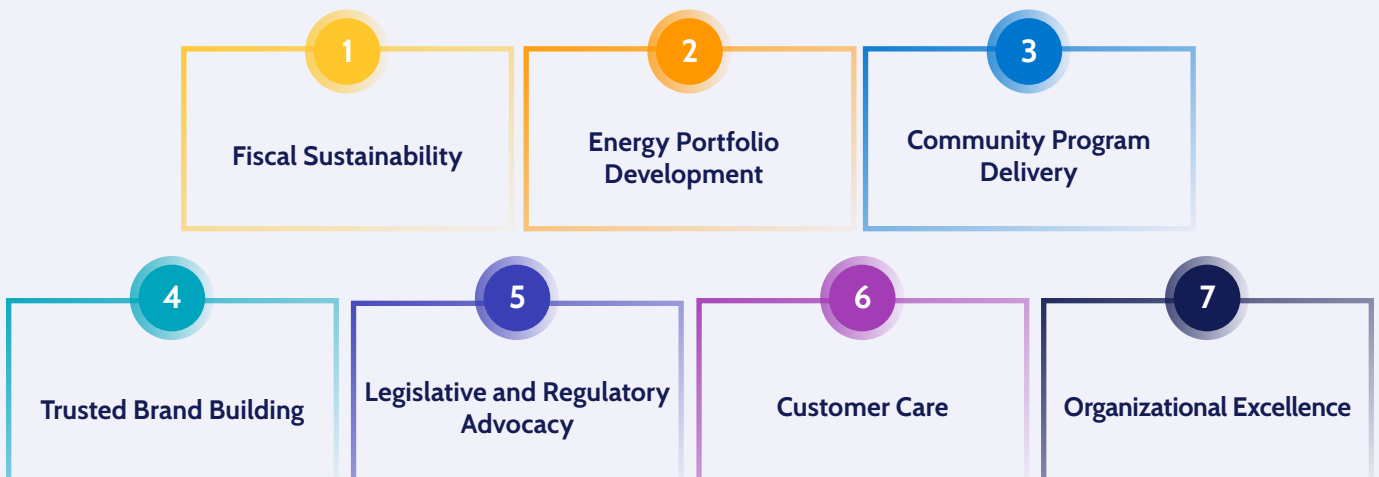 1
Fiscal Sustainability
2
Energy Portfolio
Development
3
Community Program
Delivery
4
Trusted Brand Building
5
Legislative and Regulatory
Advocacy
6
Customer Care
7
Organizational Excellence